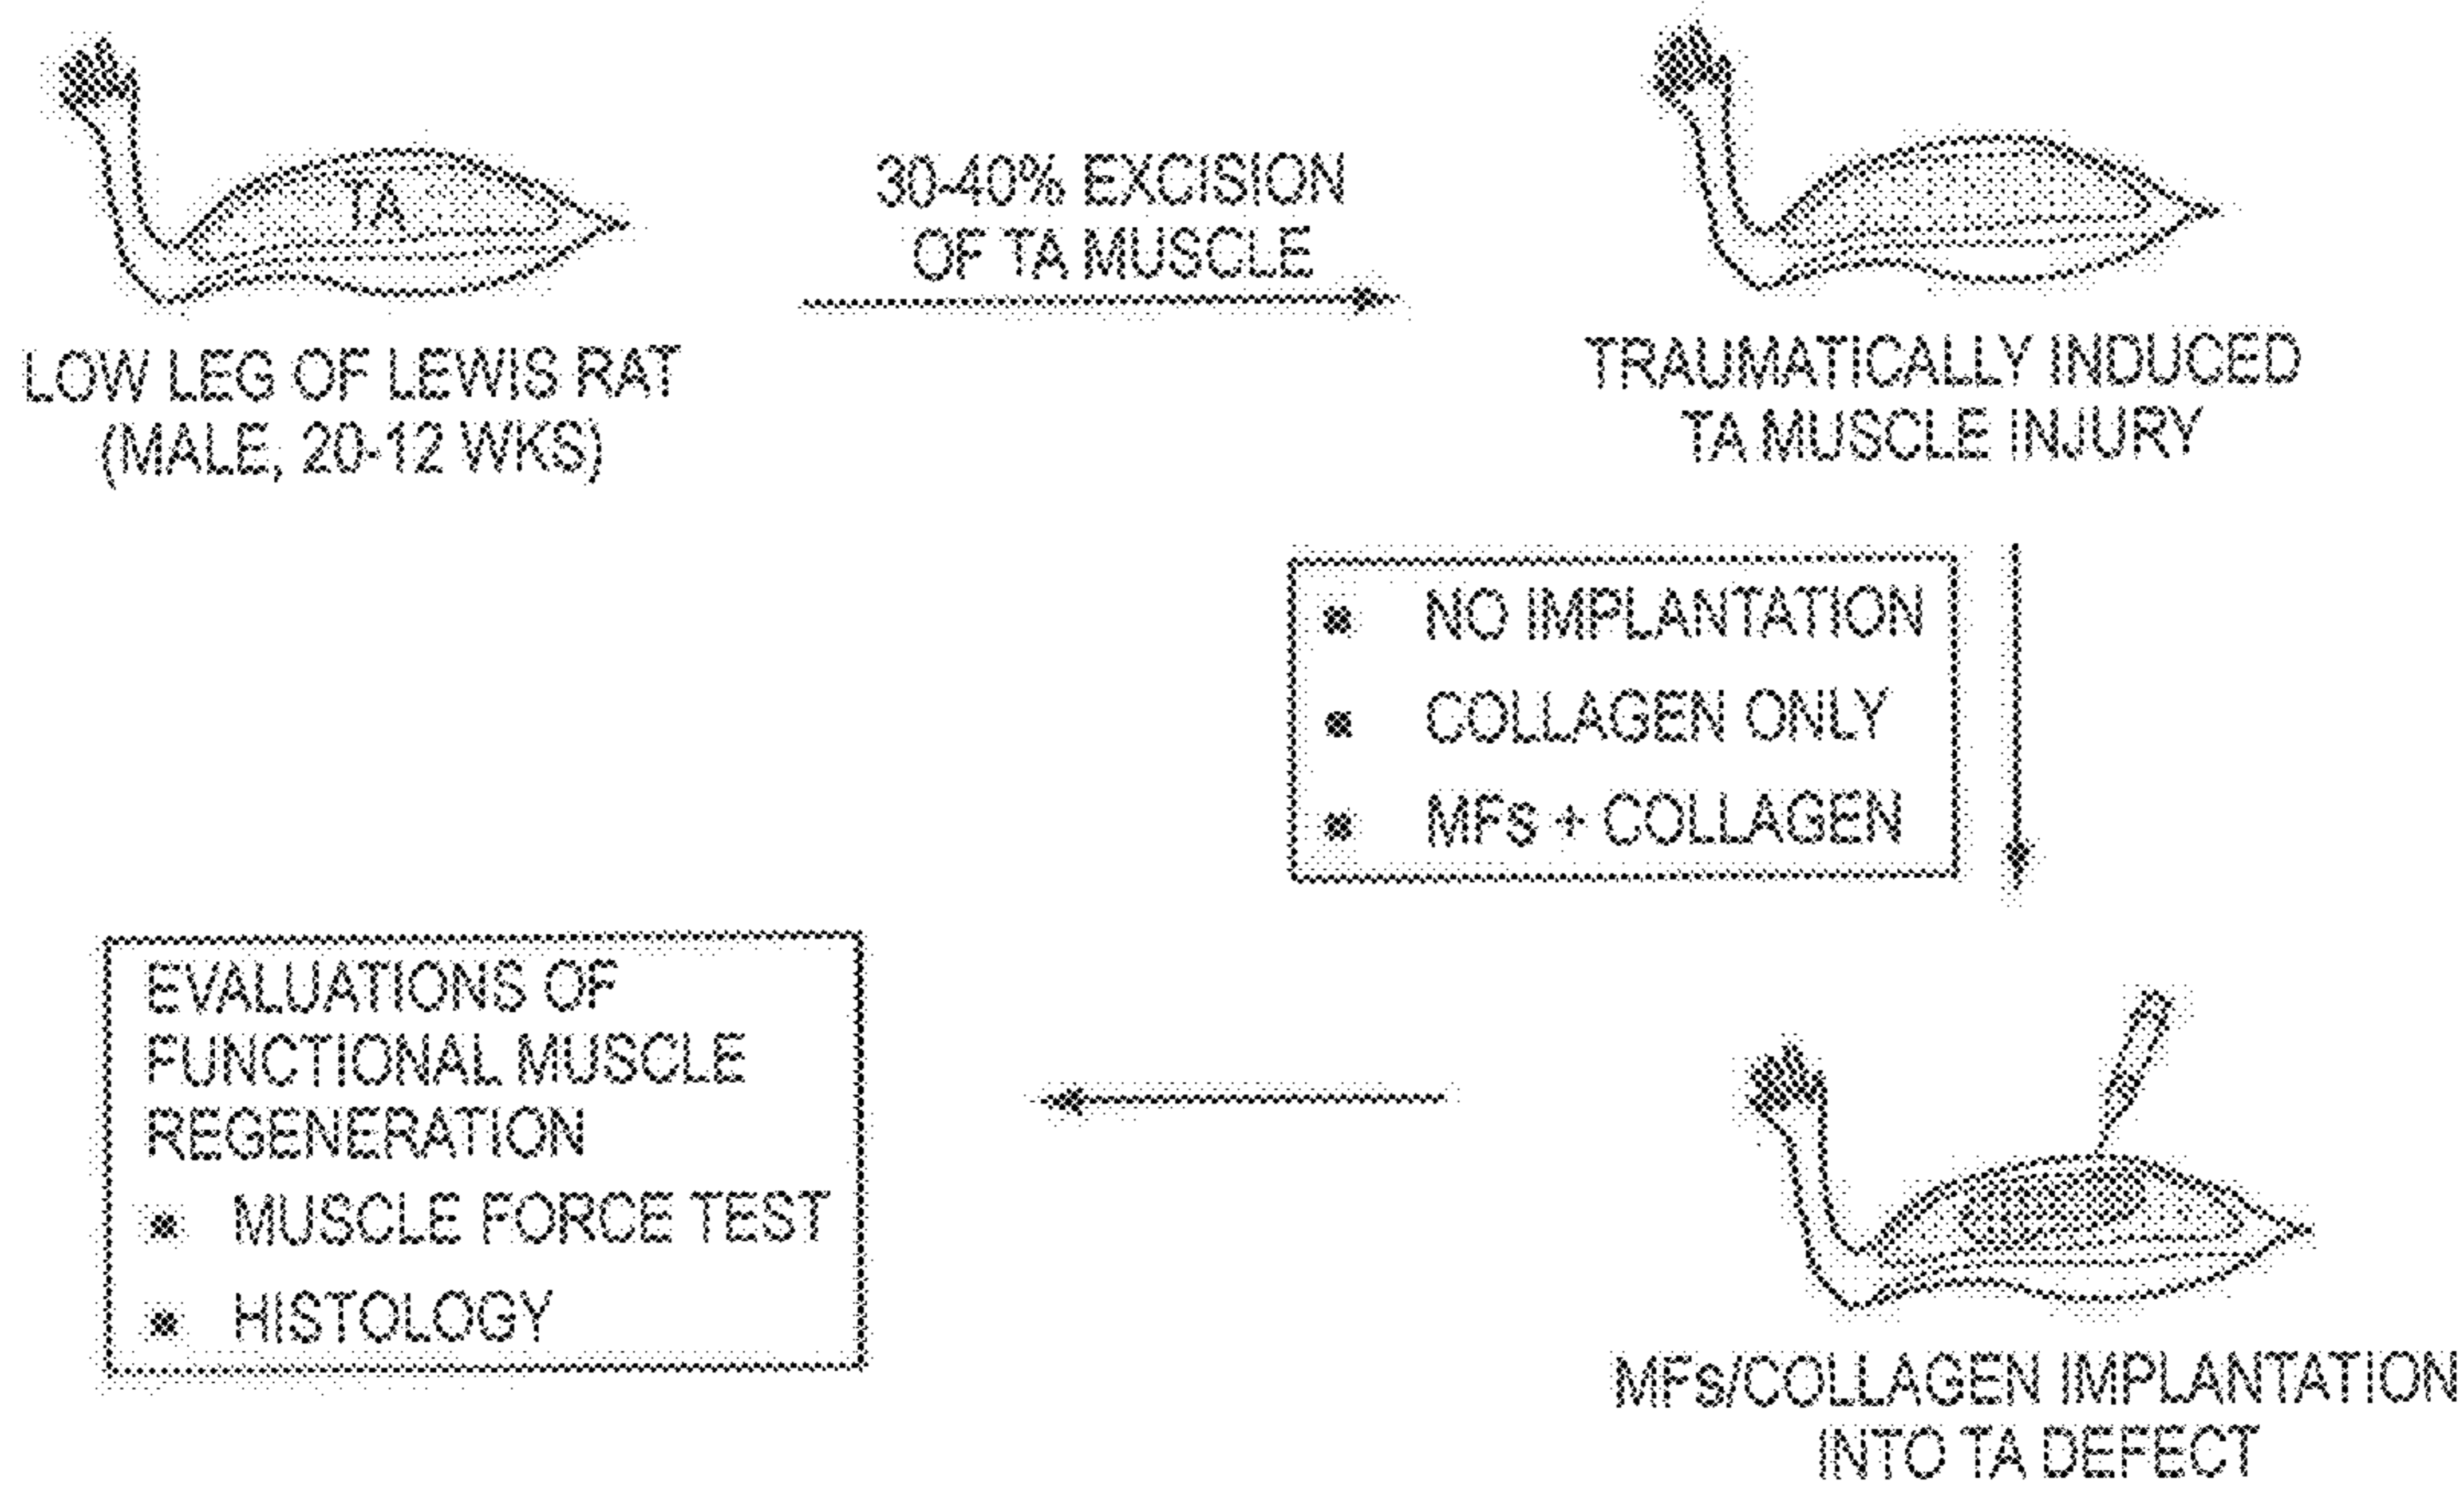 TA
LOW LEG OF LEWIS RAT
(MALE, 20-12 WKS)
30-40% EXCISION
OF TA MUSCLE
TRAUMATICALLY INDUCED
TA MUSCLE INJURY
NO IMPLANTATION
COLLAGEN ONLY
MFs + COLLAGEN
MFs/COLLAGEN IMPLANTATION
INTO TA DEFECT
EVALUATIONS OF
FUNCTIONAL MUSCLE
REGENERATION
MUSCLE FORCE TEST
HISTOLOGY